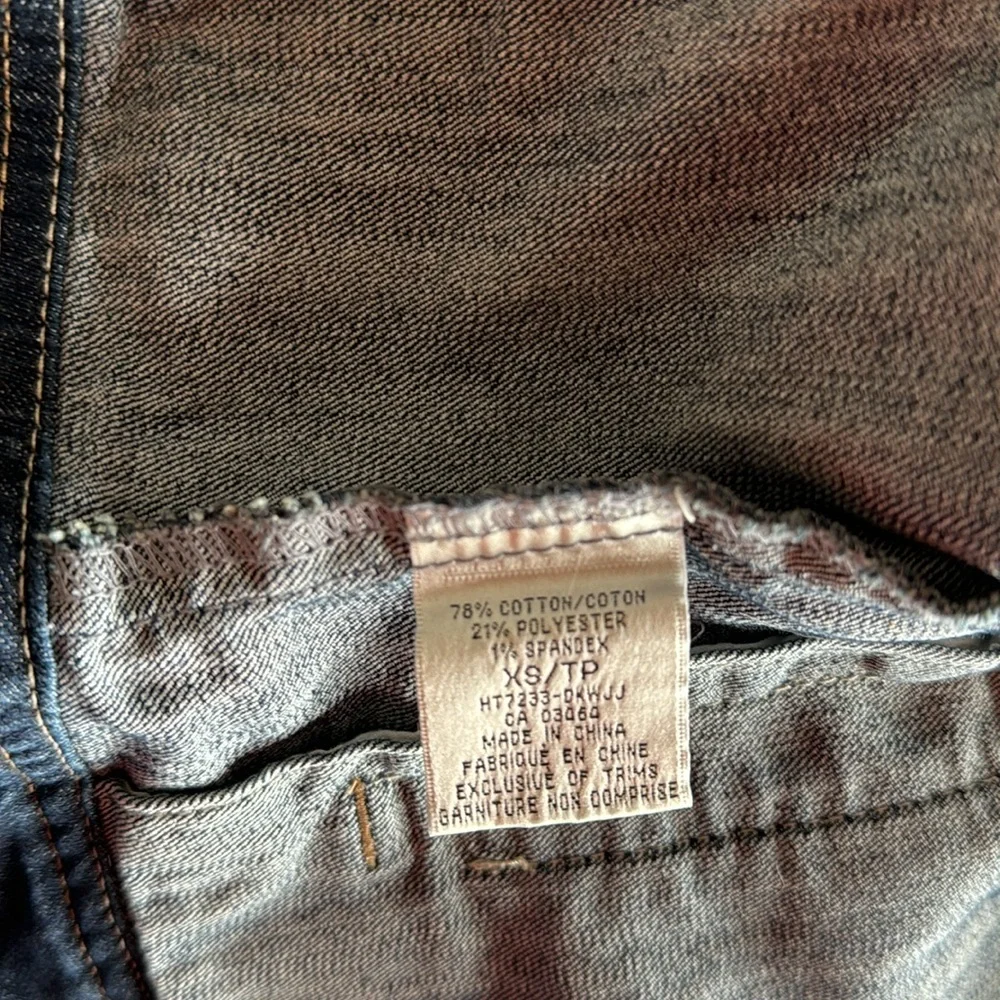 78% COTTON/COTON
21% POLYESTER
1% SPANDEX
XS/TP
HT7233-DKWJJ
CA 03464
MADE IN CHINA
FABRIQUÉ EN CHINE
EXCLUSIVE OF TRIMS
GARNITURE NON COMPRISE